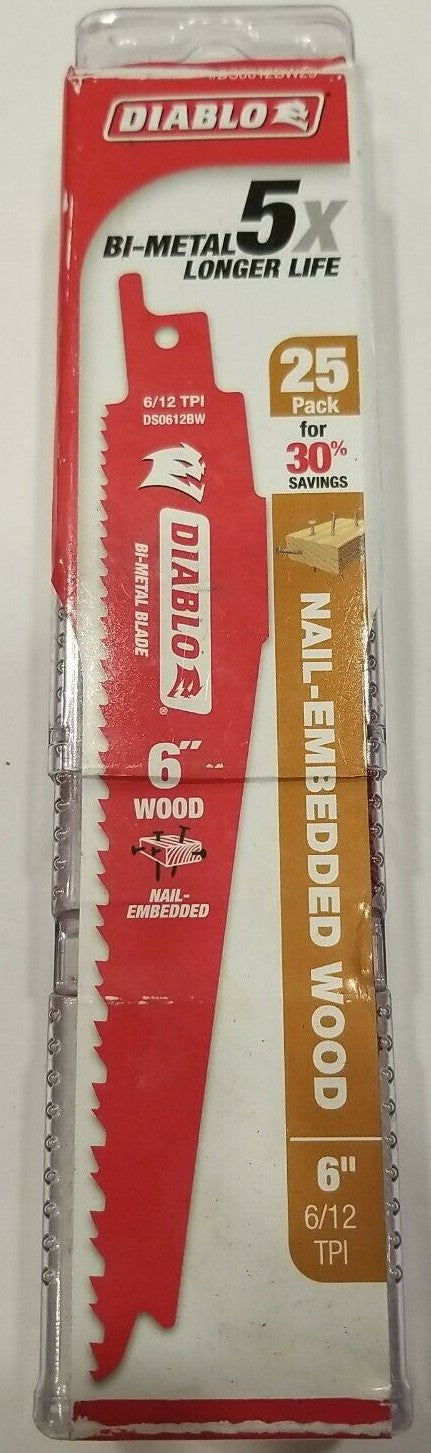 #DS0612BW25
DIABLO
BI-METAL 5X
LONGER LIFE
6/12 TPI
DS0612BW
DIABLO
®
BI-METAL BLADE
6"
WOOD
NAIL-
EMBEDDED
25
Pack
for
30%
SAVINGS
NAIL-EMBEDDED WOOD
6"
6/12
TPI